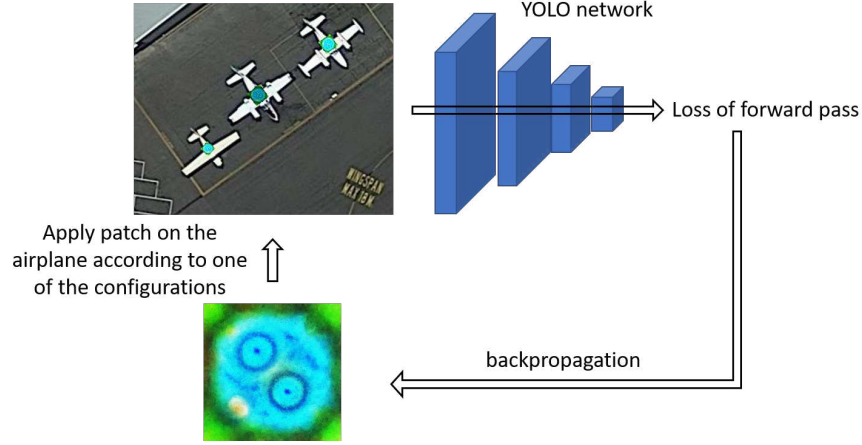 YOLO network
WINGSPAN
MAX 18 M.
Loss of forward pass
Apply patch on the
airplane according to one
of the configurations
backpropagation